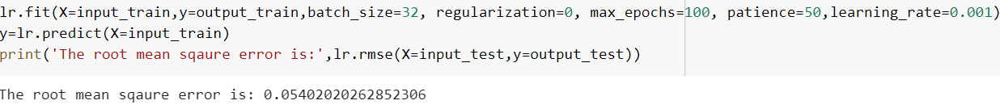 lr.fit(X=input_train,y=output_train,batch_size=32, regularization=0, max_epochs=100, patience=50,learning_rate=0.001)
y=lr.predict(X=input_train)
print('The root mean sqaure error is:',lr.rmse(X=input_test,y=output_test))
The root mean sqaure error is: 0.05402020262852306